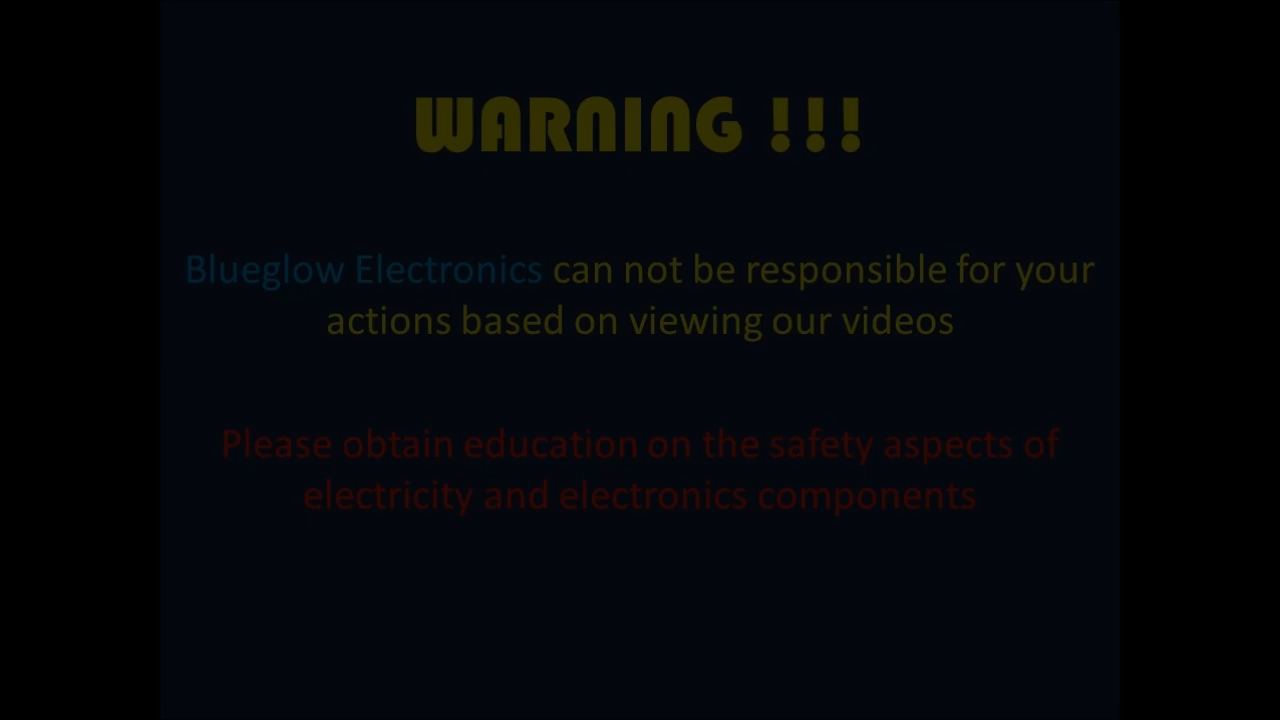 WARNING !!!
Blueglow Electronics can not be responsible for your
actions based on viewing our videos
Please obtain education on the safety aspects of
electricity and electronics components